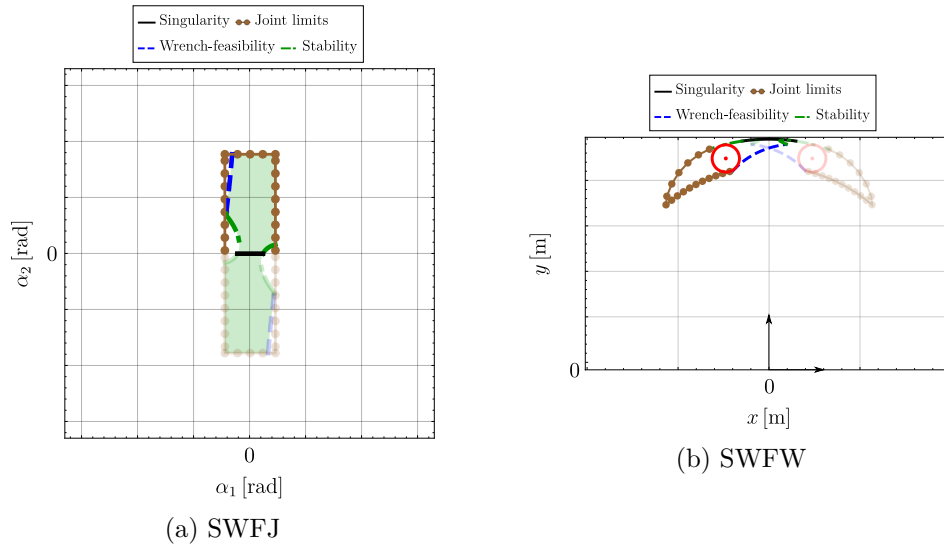 Singularity Joint limits
Wrench-feasibility Stability
α₂ [rad]
0
0
α₁ [rad]
(a) SWFJ
Singularity Joint limits
Wrench-feasibility Stability
y [m]
0
0
x [m]
(b) SWFW